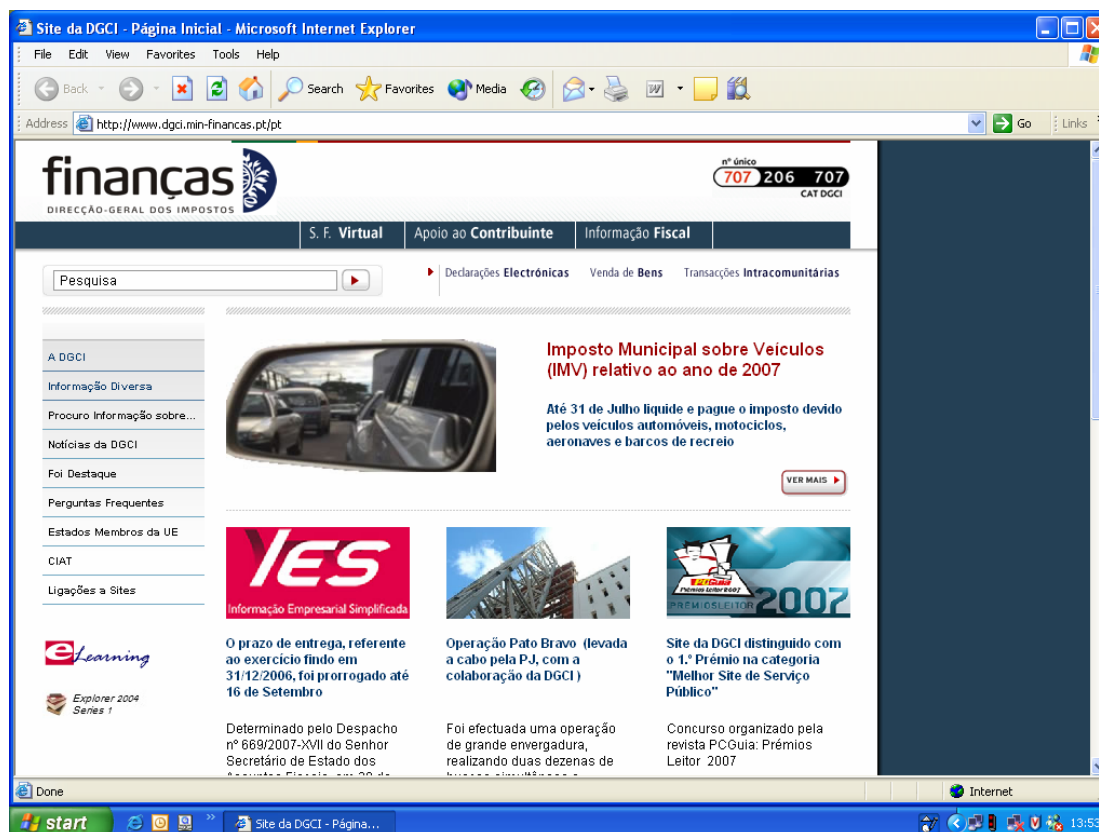 Site da DGCI - Página Inicial - Microsoft Internet Explorer
File Edit View Favorites Tools Help
Back Search Favorites Media
Address http://www.dgci.min-financas.pt/pt Go Links
finanças
DIRECÇÃO-GERAL DOS IMPOSTOS
nº único
707 206 707
CAT DGCI
S. F. Virtual Apoio ao Contribuinte Informação Fiscal
Pesquisa
Declarações Electrónicas Venda de Bens Transacções Intracomunitárias
A DGCI
Informação Diversa
Procuro Informação sobre...
Notícias da DGCI
Foi Destaque
Perguntas Frequentes
Estados Membros da UE
CIAT
Ligações a Sites
eLearning
Explorer 2004
Series 1
Imposto Municipal sobre Veículos
(IMV) relativo ao ano de 2007
Até 31 de Julho liquide e pague o imposto devido
pelos veículos automóveis, motociclos,
aeronaves e barcos de recreio
VER MAIS
IES
Informação Empresarial Simplificada
O prazo de entrega, referente
ao exercício findo em
31/12/2006, foi prorrogado até
16 de Setembro
Determinado pelo Despacho
nº 669/2007-XVII do Senhor
Secretário de Estado dos
Operação Pato Bravo (levada
a cabo pela PJ, com a
colaboração da DGCI )
Foi efectuada uma operação
de grande envergadura,
realizando duas dezenas de
PCGuia
Prémios Leitor 2007
PRÉMIOSLEITOR 2007
Site da DGCI distinguido com
o 1.º Prémio na categoria
"Melhor Site de Serviço
Público"
Concurso organizado pela
revista PCGuia: Prémios
Leitor 2007
Done Internet
start Site da DGCI - Página... 13:53